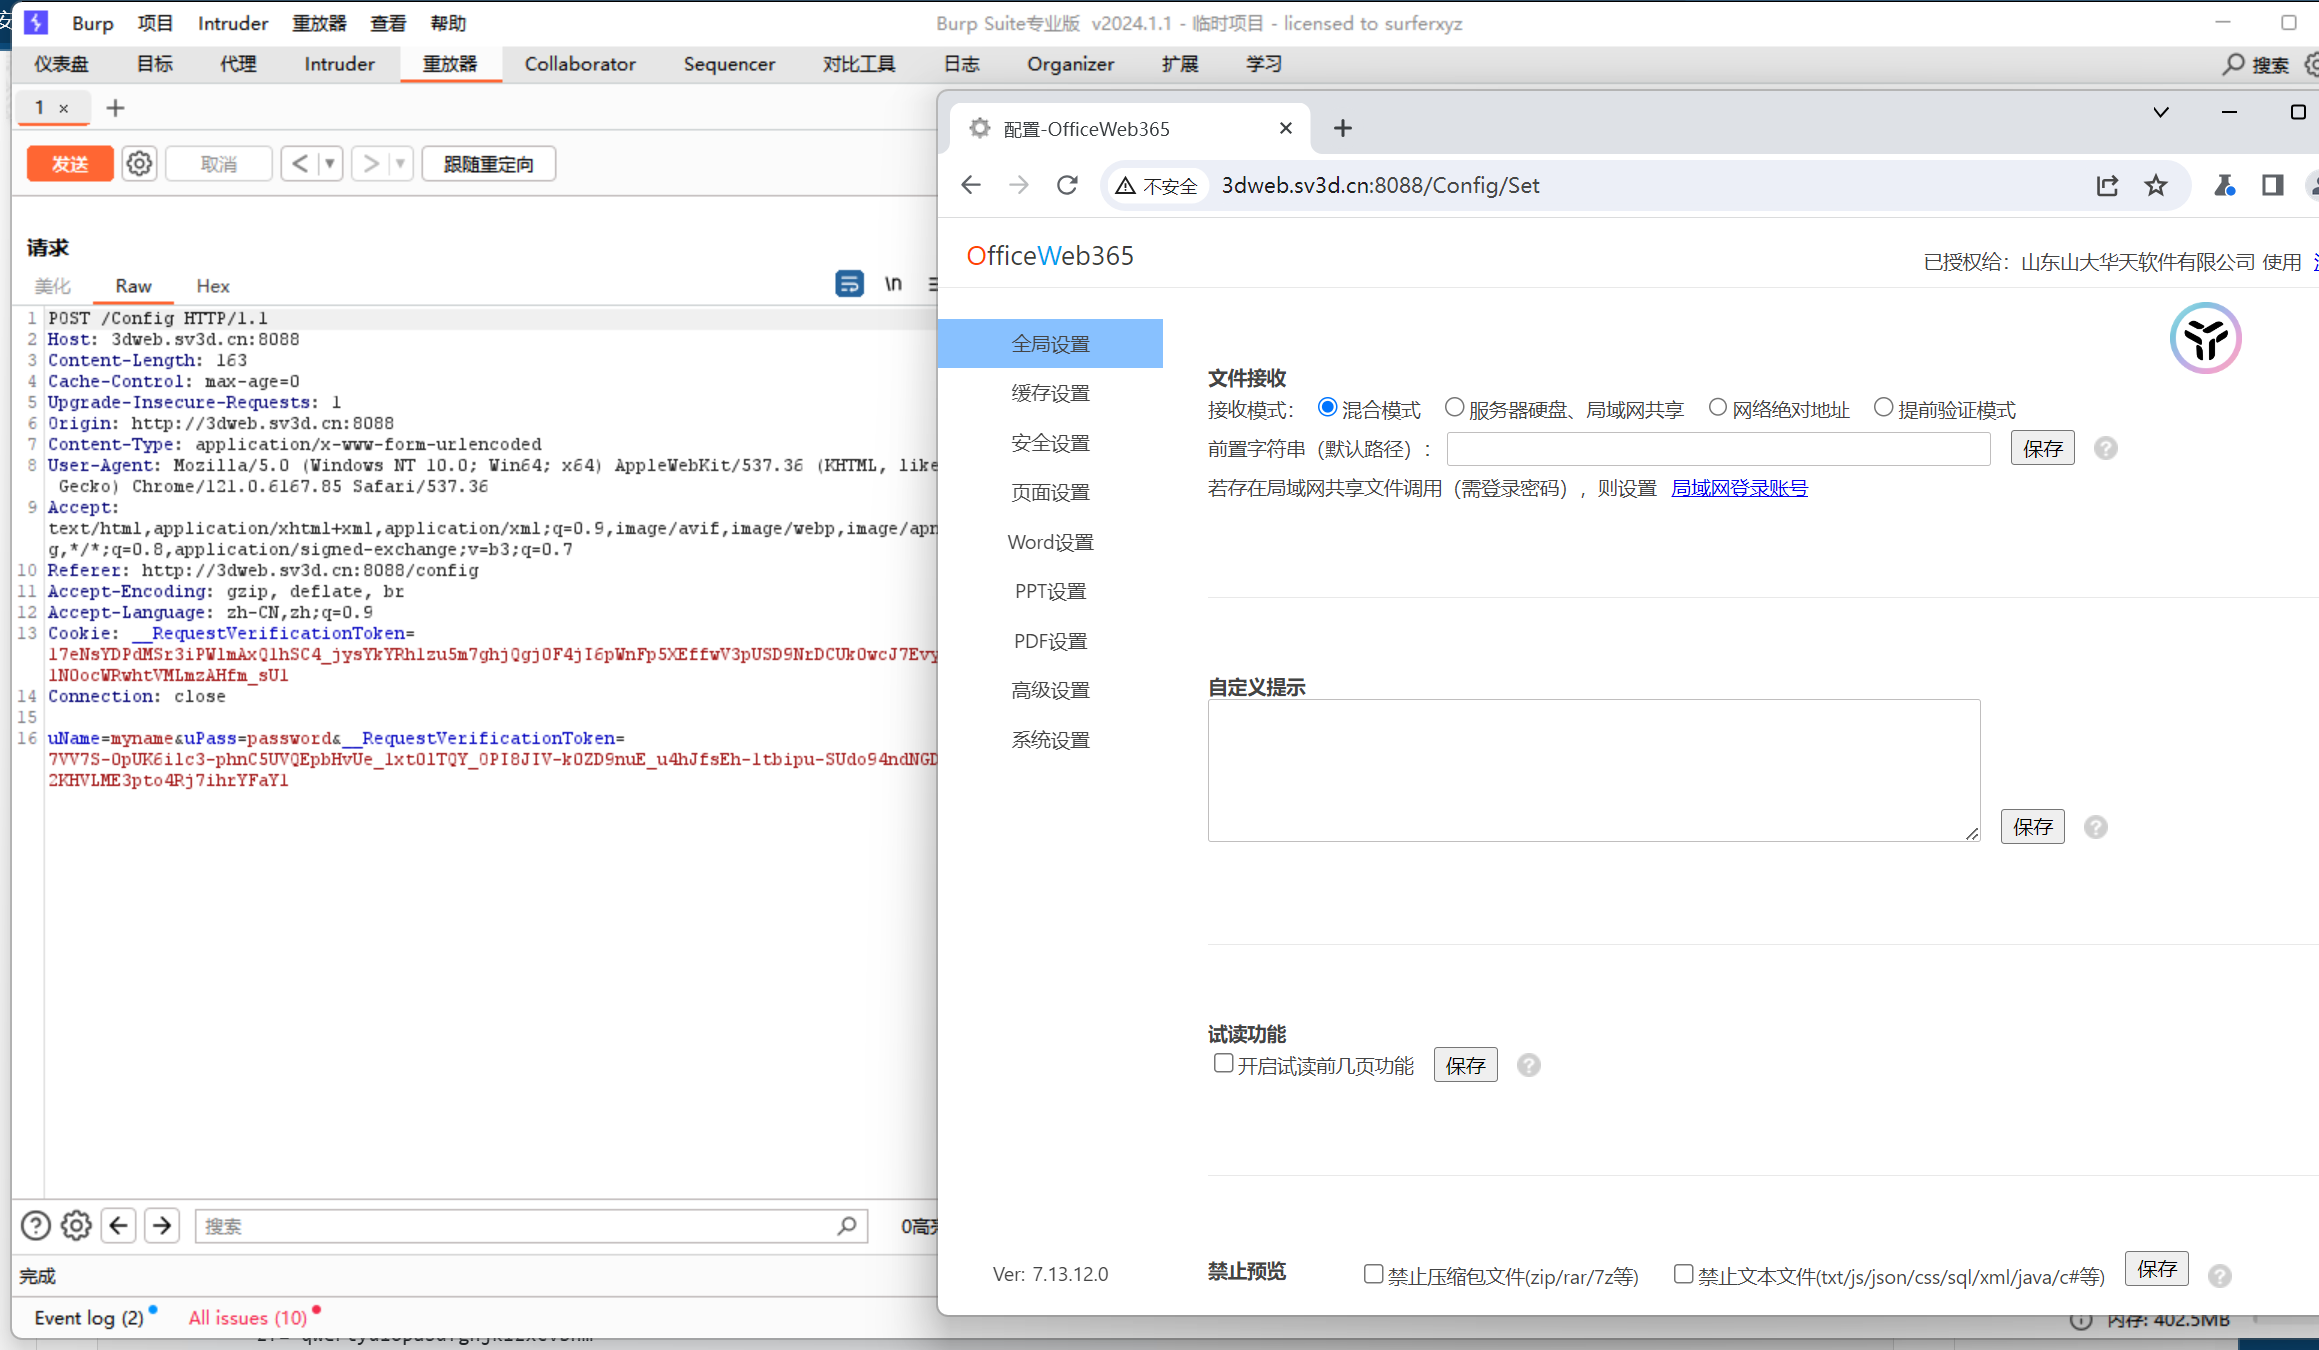 Burp 项目 Intruder 重放器 查看 帮助
Burp Suite专业版 v2024.1.1 - 临时项目 - licensed to surferxyz
仪表盘 目标 代理 Intruder 重放器 Collaborator Sequencer 对比工具 日志 Organizer 扩展 学习
搜索
1 ×
发送 取消 跟随重定向
请求
美化 Raw Hex
\n
1 POST /Config HTTP/1.1
2 Host: 3dweb.sv3d.cn:8088
3 Content-Length: 163
4 Cache-Control: max-age=0
5 Upgrade-Insecure-Requests: 1
6 Origin: http://3dweb.sv3d.cn:8088
7 Content-Type: application/x-www-form-urlencoded
8 User-Agent: Mozilla/5.0 (Windows NT 10.0; Win64; x64) AppleWebKit/537.36 (KHTML, like
Gecko) Chrome/121.0.6167.85 Safari/537.36
9 Accept:
text/html,application/xhtml+xml,application/xml;q=0.9,image/avif,image/webp,image/apn
g,*/*;q=0.8,application/signed-exchange;v=b3;q=0.7
10 Referer: http://3dweb.sv3d.cn:8088/config
11 Accept-Encoding: gzip, deflate, br
12 Accept-Language: zh-CN,zh;q=0.9
13 Cookie: __RequestVerificationToken=
14 Connection: close
15
16 uName=myname&uPass=password&__RequestVerificationToken=
搜索
0高亮
完成
Event log (2) All issues (10)
内存: 402.5MB
配置-OfficeWeb365
不安全 3dweb.sv3d.cn:8088/Config/Set
OfficeWeb365
已授权给：山东山大华天软件有限公司 使用
全局设置
缓存设置
安全设置
页面设置
Word设置
PPT设置
PDF设置
高级设置
系统设置
Ver: 7.13.12.0
文件接收
接收模式： 混合模式 服务器硬盘、局域网共享 网络绝对地址 提前验证模式
前置字符串（默认路径）： 保存
若存在局域网共享文件调用（需登录密码），则设置 局域网登录账号
自定义提示
保存
试读功能
开启试读前几页功能 保存
禁止预览 禁止压缩包文件(zip/rar/7z等) 禁止文本文件(txt/js/json/css/sql/xml/java/c#等) 保存